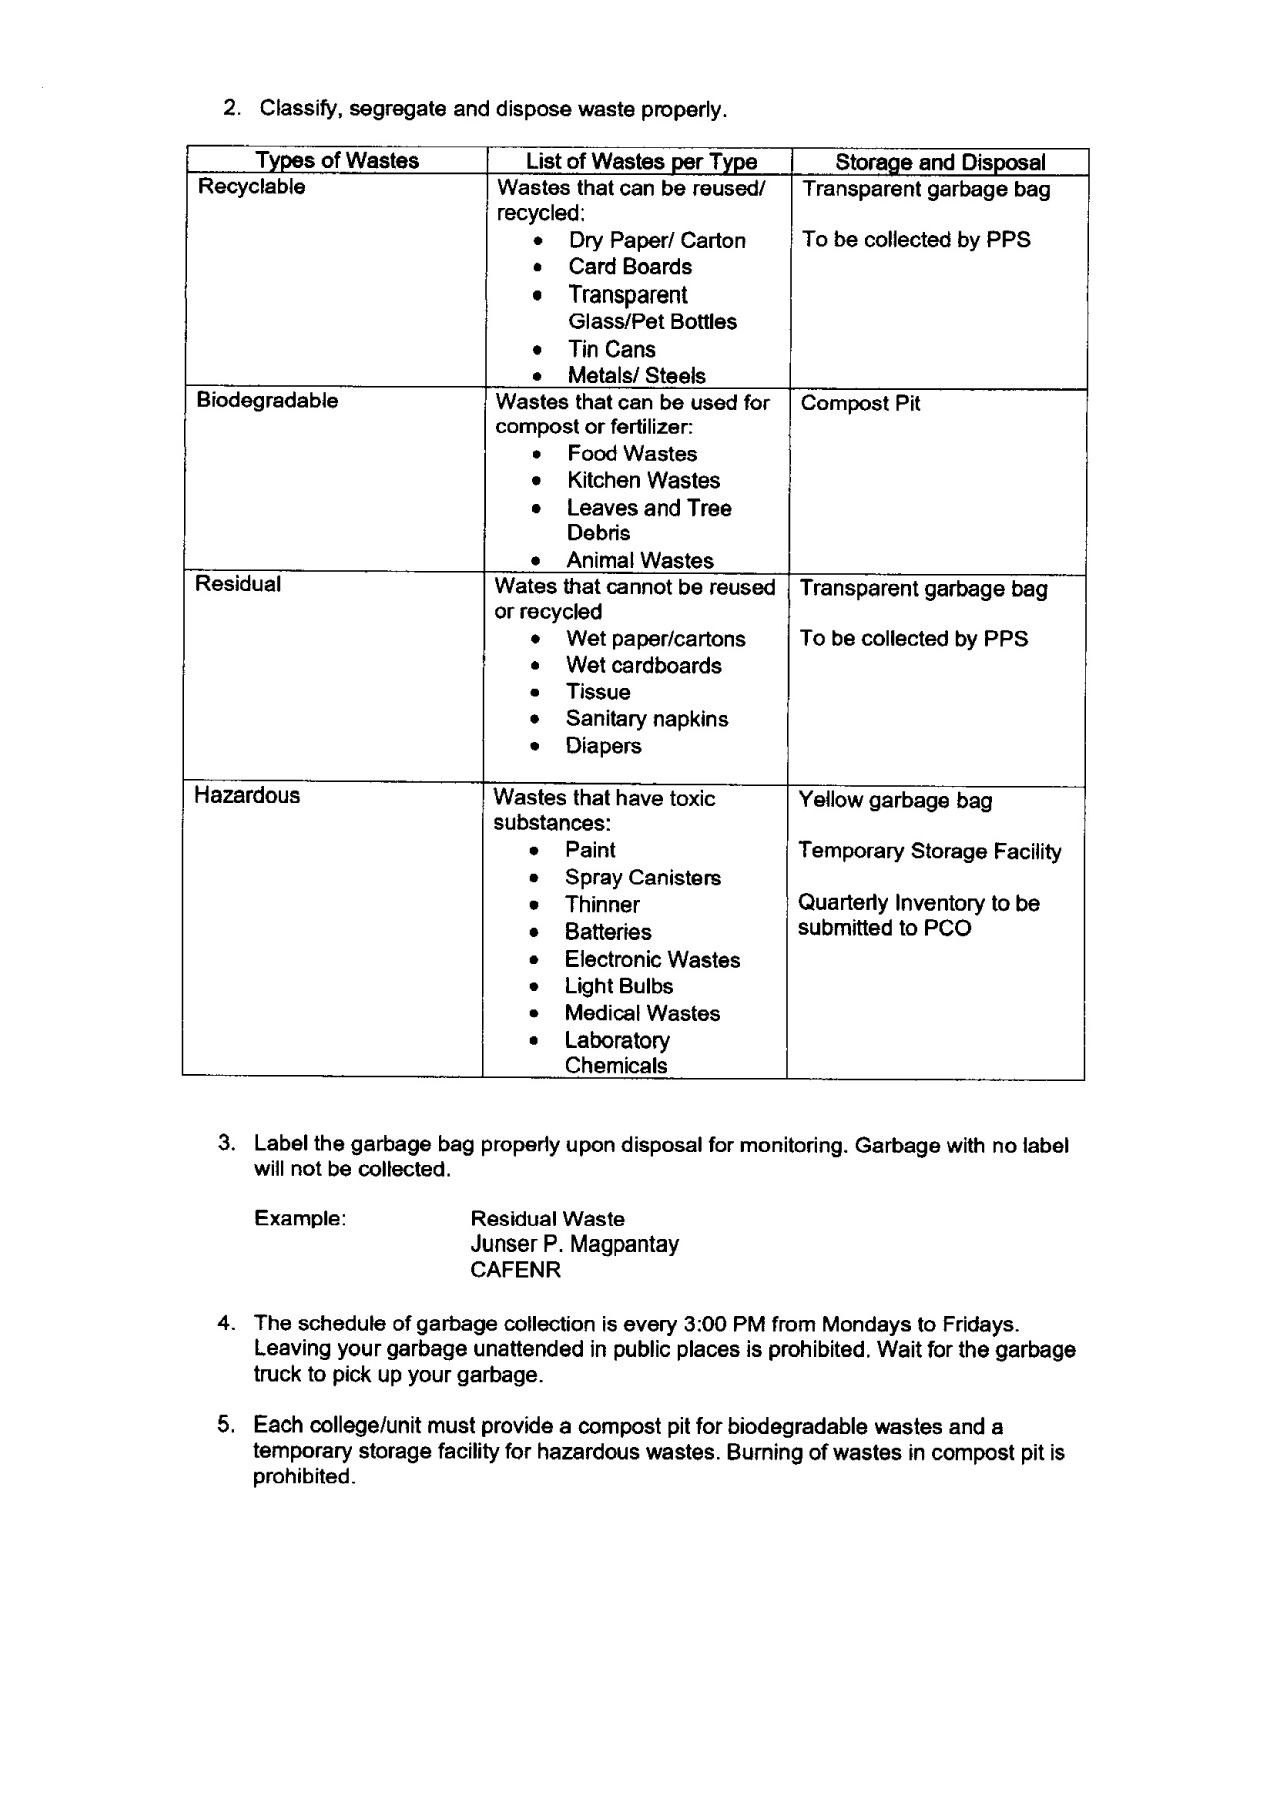 2. Classify, segregate and dispose waste properly.
Types of Wastes
List of Wastes per Type
Storage and Disposal
Recyclable
Wastes that can be reused/
recycled:
• Dry Paper/ Carton
• Card Boards
• Transparent
Glass/Pet Bottles
• Tin Cans
• Metals/ Steels
Transparent garbage bag
To be collected by PPS
Biodegradable
Wastes that can be used for
compost or fertilizer:
• Food Wastes
• Kitchen Wastes
• Leaves and Tree
Debris
• Animal Wastes
Compost Pit
Residual
Wates that cannot be reused
or recycled
• Wet paper/cartons
• Wet cardboards
• Tissue
• Sanitary napkins
• Diapers
Transparent garbage bag
To be collected by PPS
Hazardous
Wastes that have toxic
substances:
• Paint
• Spray Canisters
• Thinner
• Batteries
• Electronic Wastes
• Light Bulbs
• Medical Wastes
• Laboratory
Chemicals
Yellow garbage bag
Temporary Storage Facility
Quarterly Inventory to be
submitted to PCO
3. Label the garbage bag properly upon disposal for monitoring. Garbage with no label
will not be collected.
Example: Residual Waste
Junser P. Magpantay
CAFENR
4. The schedule of garbage collection is every 3:00 PM from Mondays to Fridays.
Leaving your garbage unattended in public places is prohibited. Wait for the garbage
truck to pick up your garbage.
5. Each college/unit must provide a compost pit for biodegradable wastes and a
temporary storage facility for hazardous wastes. Burning of wastes in compost pit is
prohibited.